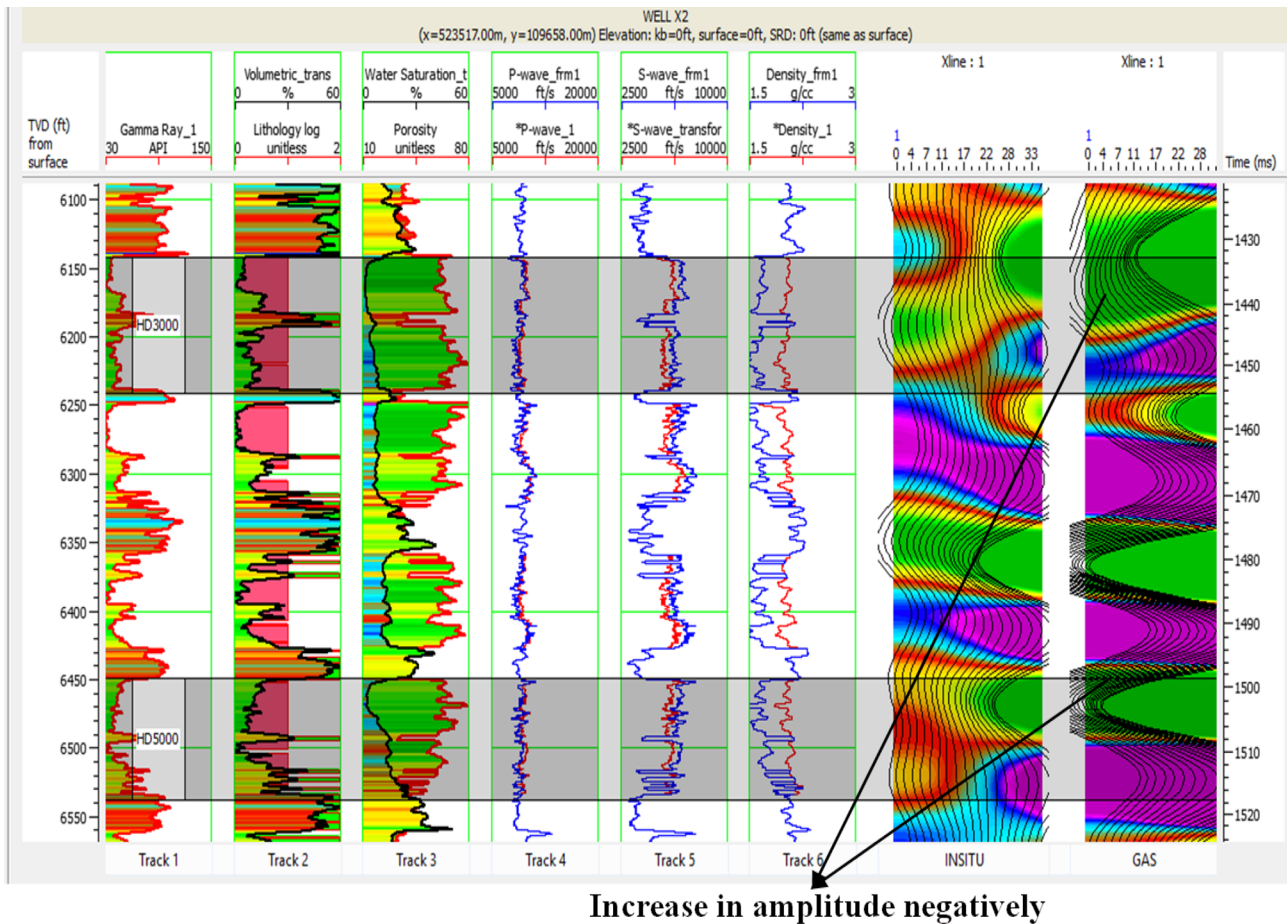 WELL X2
(x=523517.00m, y=109658.00m) Elevation: kb=0ft, surface=0ft, SRD: 0ft (same as surface)
Volumetric_trans Water Saturation_t P-wave_frm1 S-wave_frm1 Density_frm1 Xline : 1 Xline : 1
0 % 60 0 % 60 5000 ft/s 20000 2500 ft/s 10000 1.5 g/cc 3
TVD (ft)
from
surface
Gamma Ray_1 Lithology log Porosity *P-wave_1 *S-wave_transfor *Density_1 1 1
30 API 150 0 unitless 2 10 unitless 80 5000 ft/s 20000 2500 ft/s 10000 1.5 g/cc 3 0 4 7 11 17 22 28 33 0 4 7 11 17 22 28 Time (ms)
6100
1430
6150
1440
HD3000
6200
1450
6250
1460
6300
1470
6350
1480
6400
1490
6450
1500
HD5000
6500
1510
6550
1520
Track 1 Track 2 Track 3 Track 4 Track 5 Track 6 INSITU GAS
Increase in amplitude negatively